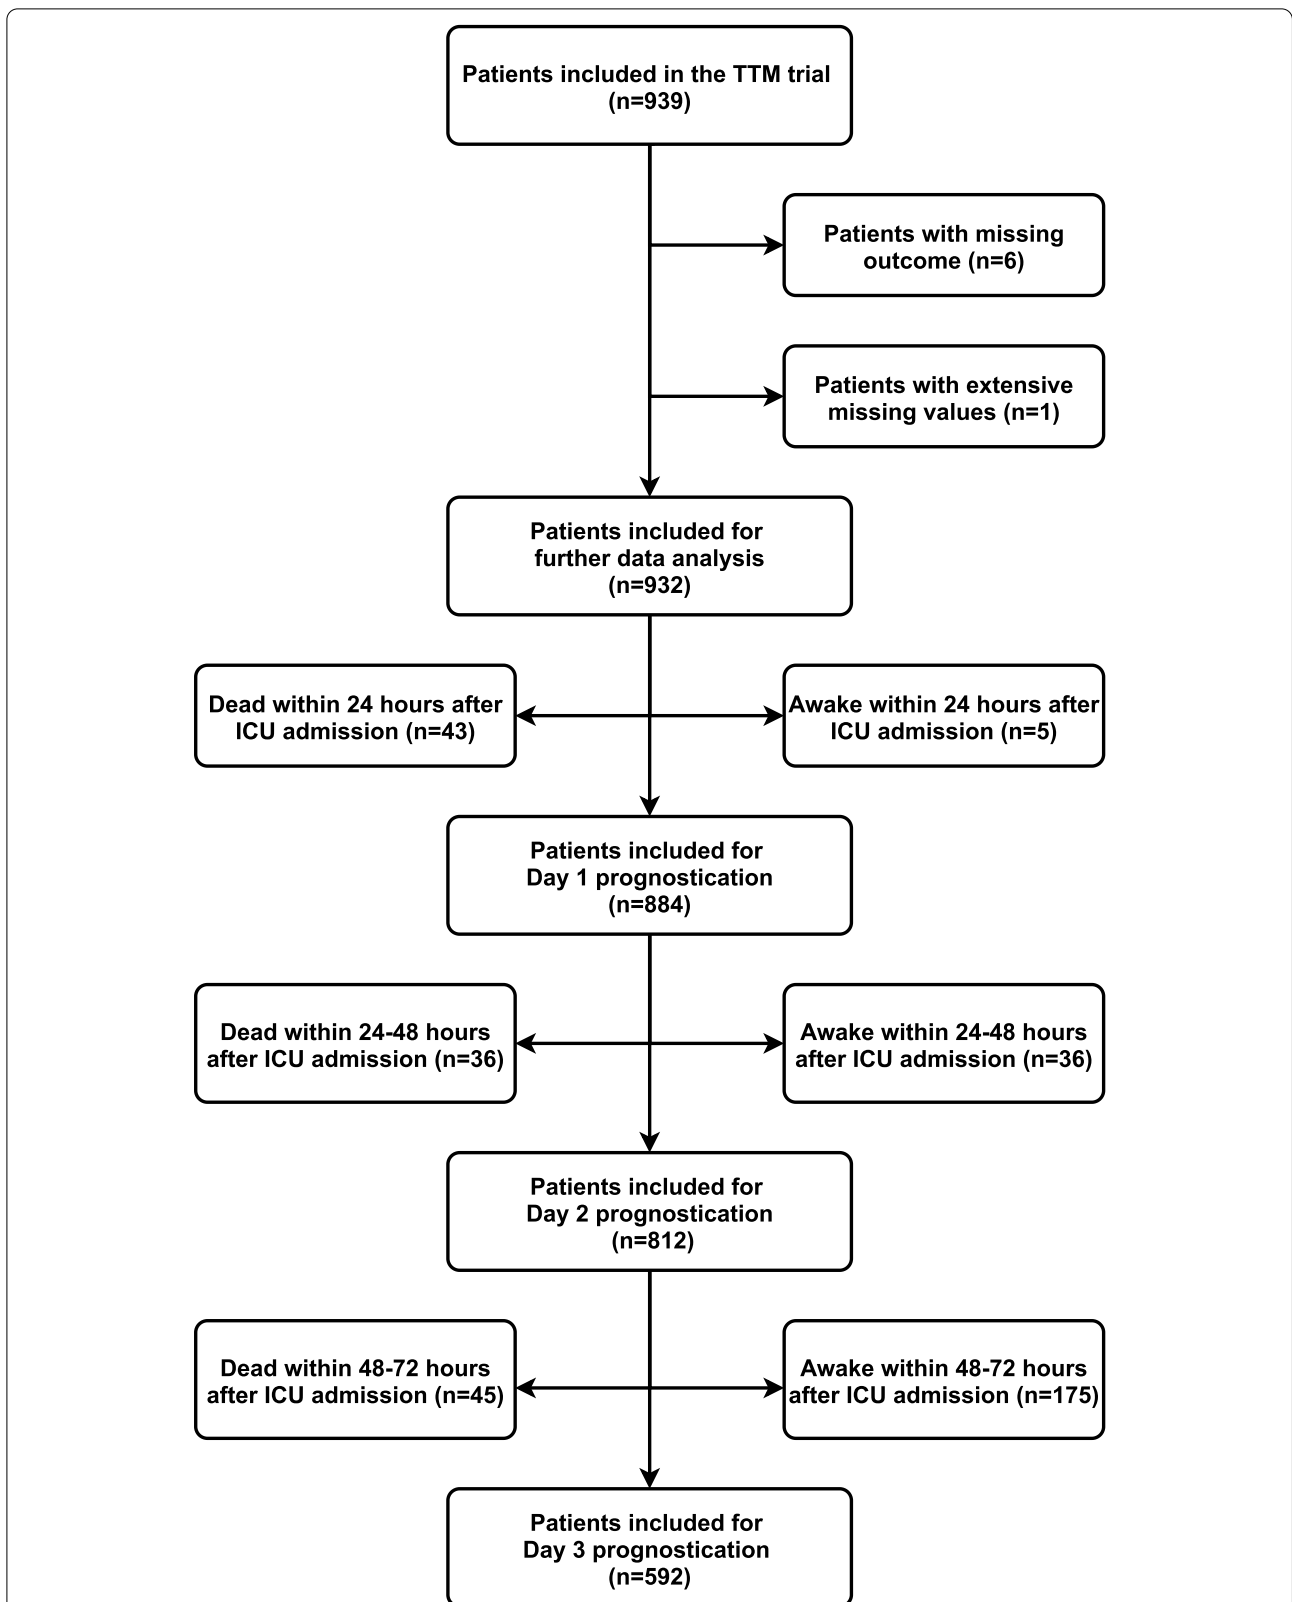 Patients included in the TTM trial
(n=939)
Patients with missing
outcome (n=6)
Patients with extensive
missing values (n=1)
Patients included for
further data analysis
(n=932)
Dead within 24 hours after
ICU admission (n=43)
Awake within 24 hours after
ICU admission (n=5)
Patients included for
Day 1 prognostication
(n=884)
Dead within 24-48 hours
after ICU admission (n=36)
Awake within 24-48 hours
after ICU admission (n=36)
Patients included for
Day 2 prognostication
(n=812)
Dead within 48-72 hours
after ICU admission (n=45)
Awake within 48-72 hours
after ICU admission (n=175)
Patients included for
Day 3 prognostication
(n=592)